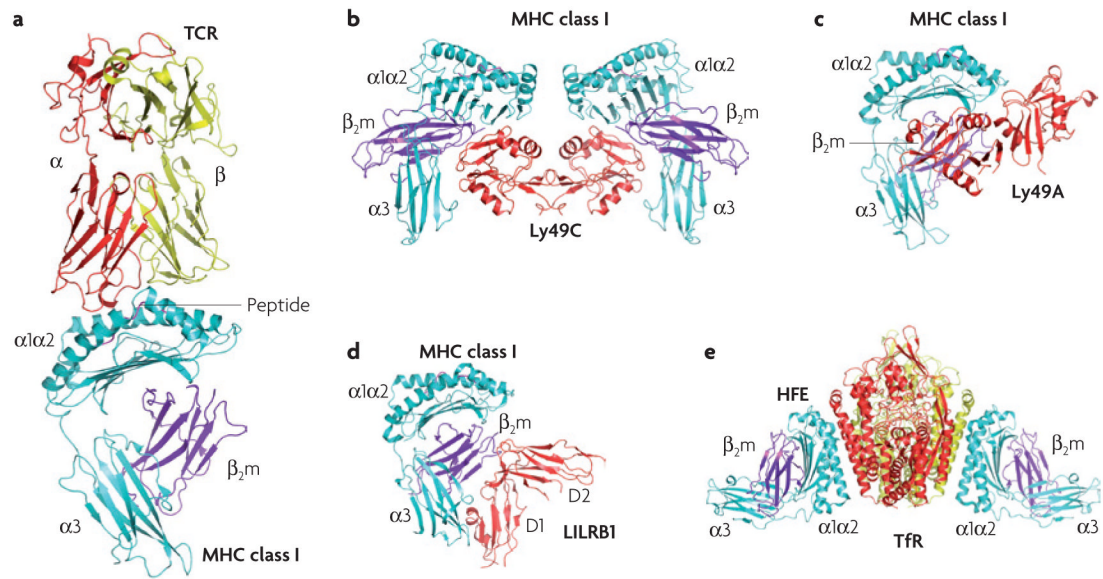 a
TCR
α
β
Peptide
α1α2
β₂m
α3
MHC class I
b
MHC class I
α1α2
α1α2
β₂m
β₂m
α3
α3
Ly49C
c
MHC class I
α1α2
β₂m
α3
Ly49A
d
MHC class I
α1α2
β₂m
α3
D2
D1
LILRB1
e
HFE
β₂m
β₂m
α3
α1α2
α1α2
α3
TfR